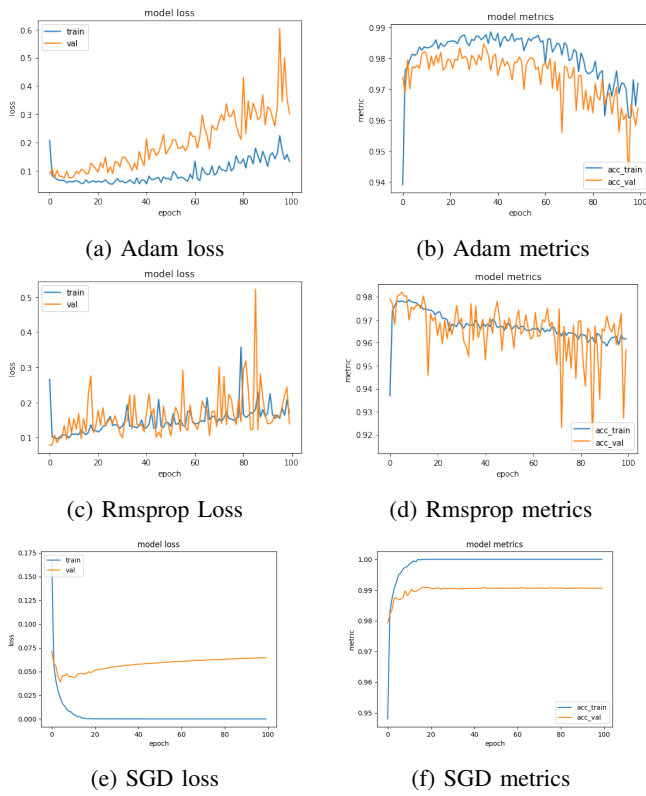 model loss
train
val
0.6
0.5
0.4
0.3
0.2
0.1
loss
0
20
40
60
80
100
epoch
(a) Adam loss
model metrics
0.99
0.98
0.97
0.96
0.95
0.94
metric
acc_train
acc_val
0
20
40
60
80
100
epoch
(b) Adam metrics
model loss
train
val
0.5
0.4
0.3
0.2
0.1
loss
0
20
40
60
80
100
epoch
(c) Rmsprop Loss
model metrics
0.98
0.97
0.96
0.95
0.94
0.93
0.92
metric
acc_train
acc_val
0
20
40
60
80
100
epoch
(d) Rmsprop metrics
model loss
train
val
0.175
0.150
0.125
0.100
0.075
0.050
0.025
0.000
loss
0
20
40
60
80
100
epoch
(e) SGD loss
model metrics
1.00
0.99
0.98
0.97
0.96
0.95
metric
acc_train
acc_val
0
20
40
60
80
100
epoch
(f) SGD metrics